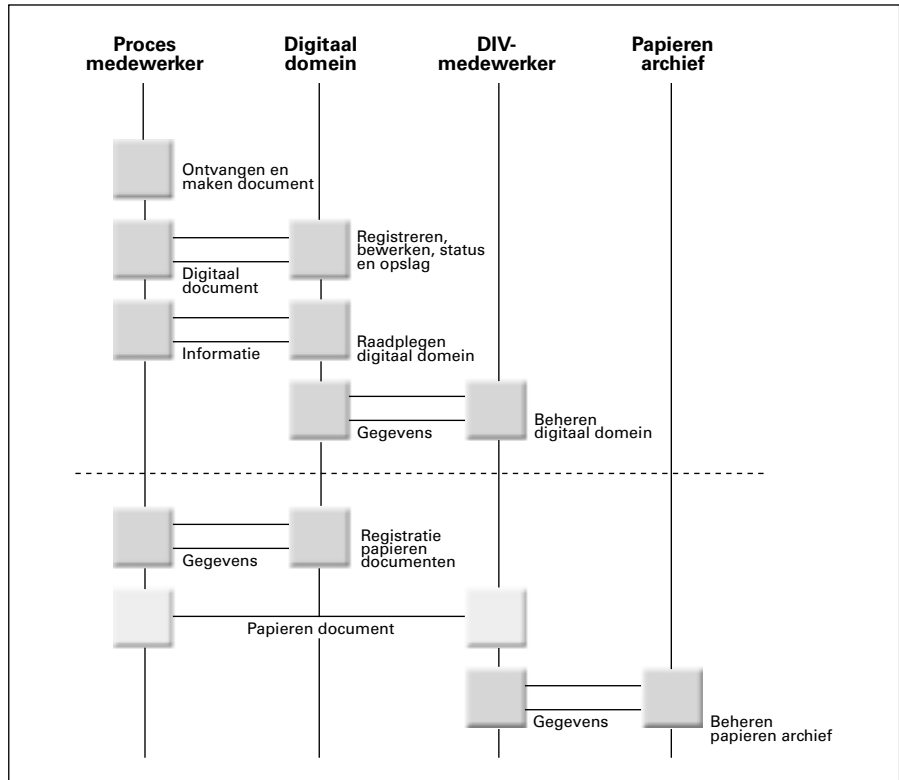 Proces
medewerker
Digitaal
domein
DIV-
medewerker
Papieren
archief
Ontvangen en
maken document
Registreren,
bewerken, status
en opslag
Digitaal
document
Informatie
Raadplegen
digitaal domein
Gegevens
Beheren
digitaal domein
Gegevens
Registratie
papieren
documenten
Papieren document
Gegevens
Beheren
papieren archief